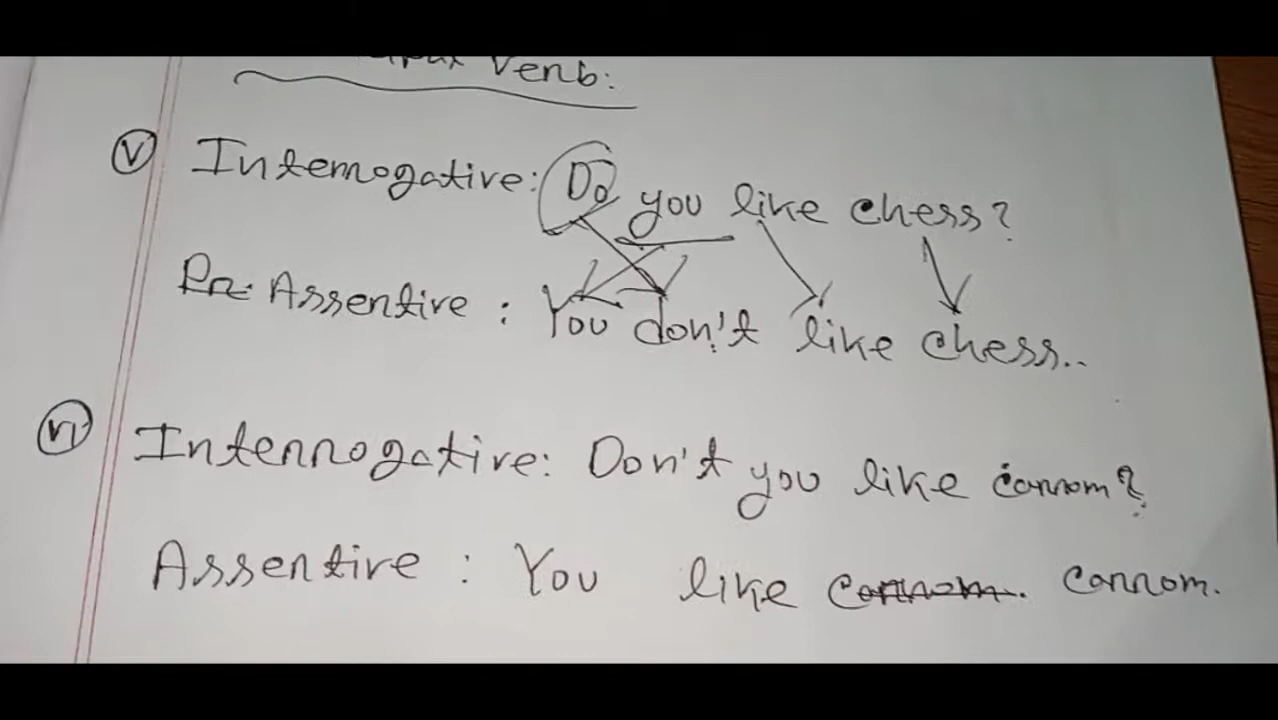 Verb:
(v) Interrogative: Do you like chess?
Assertive : You don't like chess..
(vi) Interrogative: Don't you like carrom?
Assertive : You like carrom.